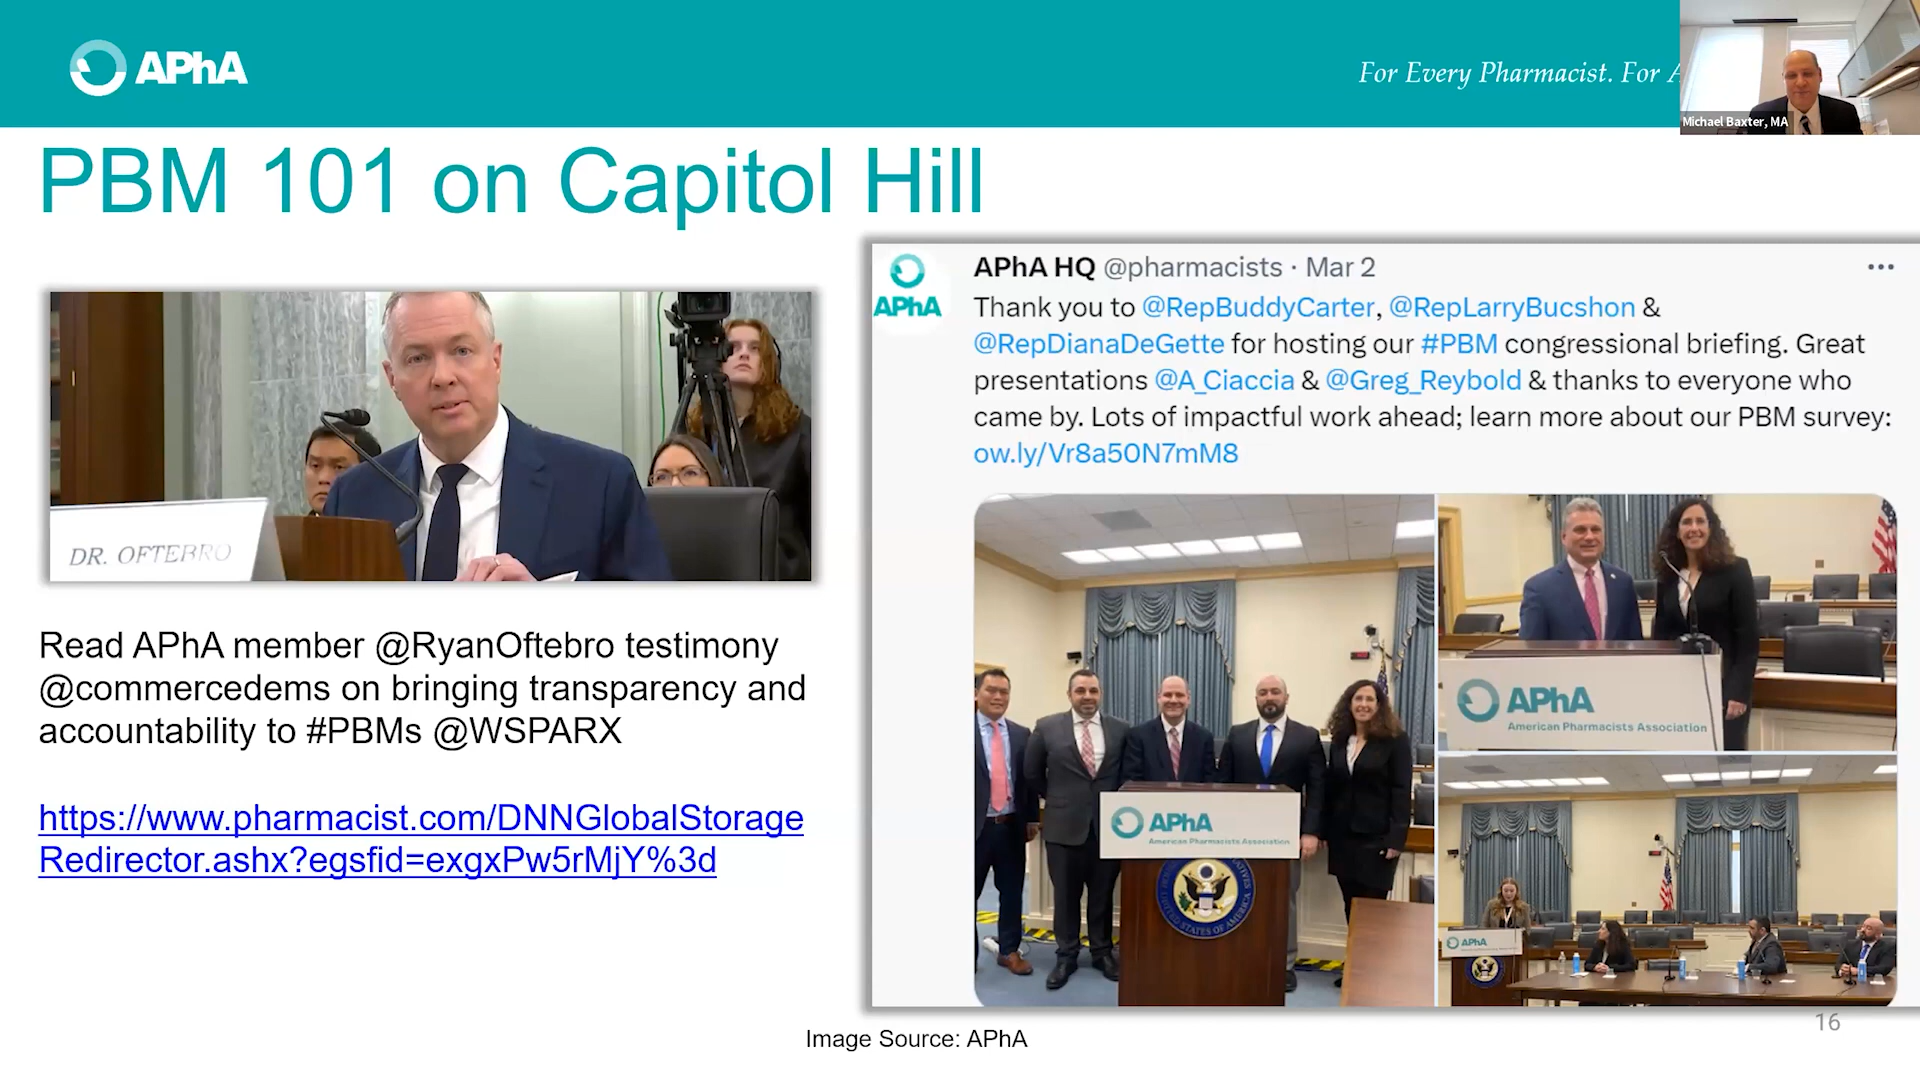 APhA
For Every Pharmacist. For A
Michael Baxter, MA
PBM 101 on Capitol Hill
DR. OFTEBRO
Read APhA member @RyanOftebro testimony
@commercedems on bringing transparency and
accountability to #PBMs @WSPARX
https://www.pharmacist.com/DNNGlobalStorage
Redirector.ashx?egsfid=exgxPw5rMjY%3d
APhA
APhA HQ @pharmacists · Mar 2
Thank you to @RepBuddyCarter, @RepLarryBucshon &
@RepDianaDeGette for hosting our #PBM congressional briefing. Great
presentations @A_Ciaccia & @Greg_Reybold & thanks to everyone who
came by. Lots of impactful work ahead; learn more about our PBM survey:
ow.ly/Vr8a50N7mM8
APhA
American Pharmacists Association
APhA
American Pharmacists Association
UNITED STATES OF AMERICA
APhA
Image Source: APhA
16